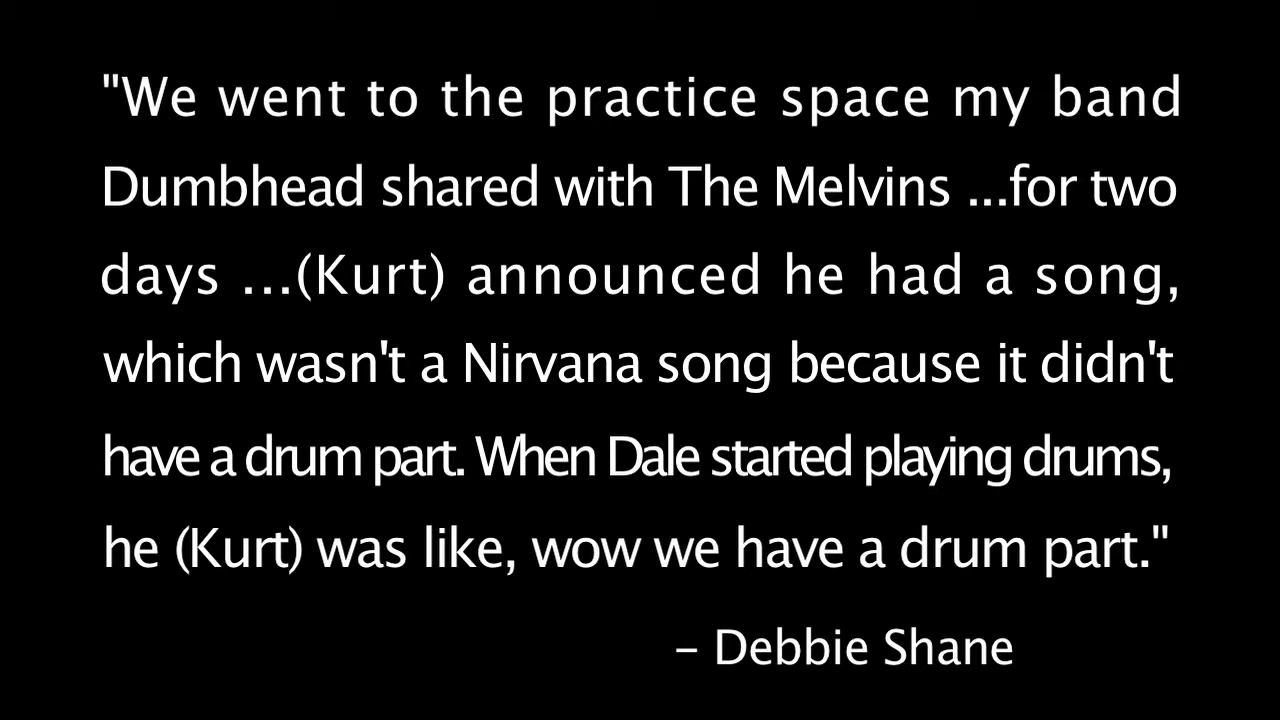 "We went to the practice space my band
Dumbhead shared with The Melvins ...for two
days ...(Kurt) announced he had a song,
which wasn't a Nirvana song because it didn't
have a drum part. When Dale started playing drums,
he (Kurt) was like, wow we have a drum part."
– Debbie Shane